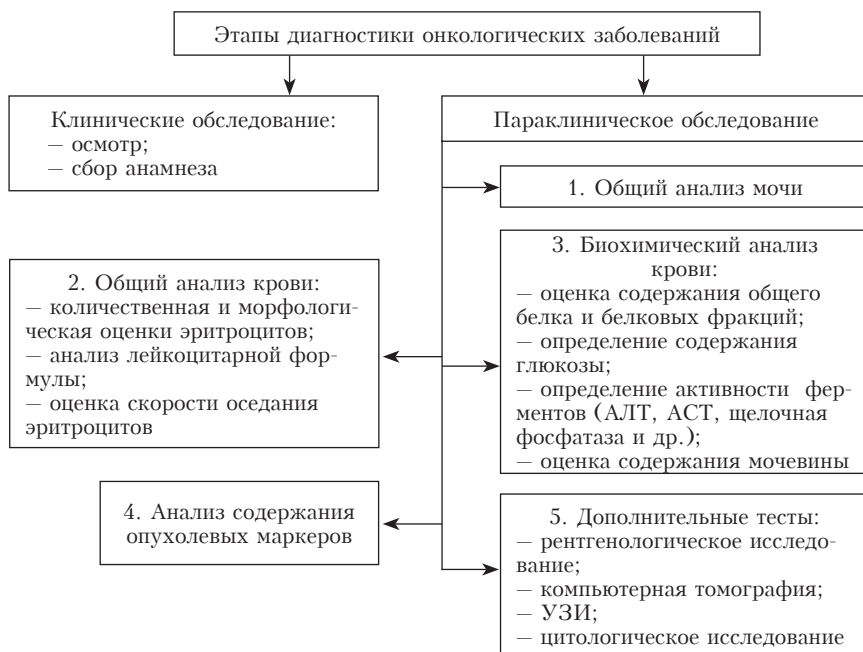 Этапы диагностики онкологических заболеваний
Клинические обследование:
– осмотр;
– сбор анамнеза
Параклиническое обследование
1. Общий анализ мочи
2. Общий анализ крови:
– количественная и морфологи-
ческая оценки эритроцитов;
– анализ лейкоцитарной фор-
мулы;
– оценка скорости оседания
эритроцитов
3. Биохимический анализ
крови:
– оценка содержания общего
белка и белковых фракций;
– определение содержания
глюкозы;
– определение активности фер-
ментов (АЛТ, АСТ, щелочная
фосфатаза и др.);
– оценка содержания мочевины
4. Анализ содержания
опухолевых маркеров
5. Дополнительные тесты:
– рентгенологическое исследо-
вание;
– компьютерная томография;
– УЗИ;
– цитологическое исследование